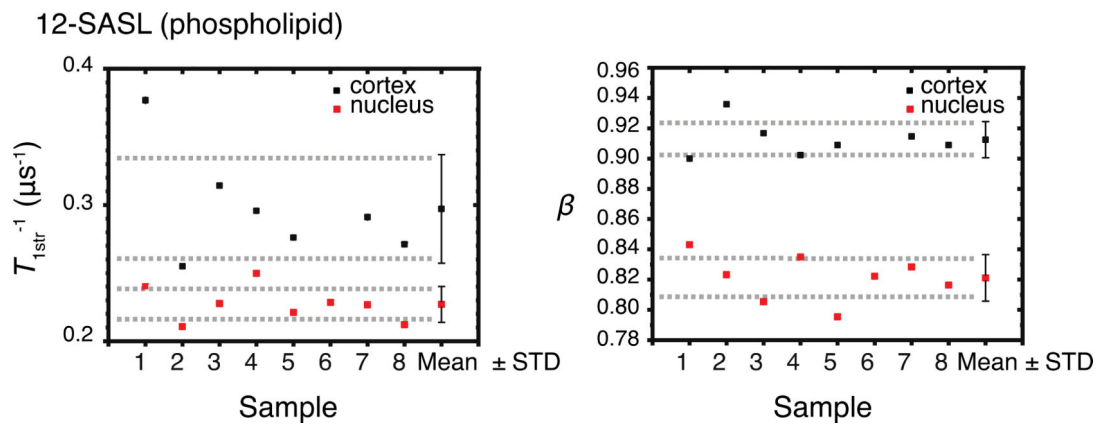 12-SASL (phospholipid)
0.4
0.3
0.2
T1str-1 (µs-1)
cortex
nucleus
1 2 3 4 5 6 7 8 Mean ± STD
Sample
0.96
0.94
0.92
0.90
0.88
0.86
0.84
0.82
0.80
0.78
β
cortex
nucleus
1 2 3 4 5 6 7 8 Mean ± STD
Sample